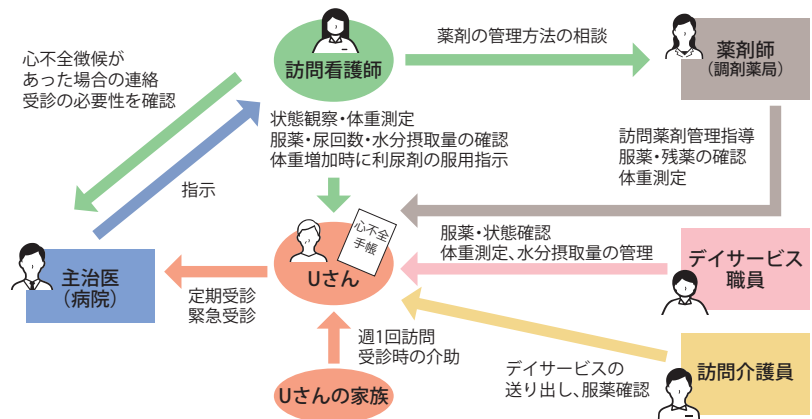 心不全徴候が
あった場合の連絡
受診の必要性を確認
訪問看護師
薬剤の管理方法の相談
薬剤師
（調剤薬局）
状態観察・体重測定
服薬・尿回数・水分摂取量の確認
体重増加時に利尿剤の服用指示
訪問薬剤管理指導
服薬・残薬の確認
体重測定
指示
心不全
手帳
Uさん
主治医
（病院）
定期受診
緊急受診
服薬・状態確認
体重測定、水分摂取量の管理
デイサービス
職員
週1回訪問
受診時の介助
Uさんの家族
デイサービスの
送り出し、服薬確認
訪問介護員